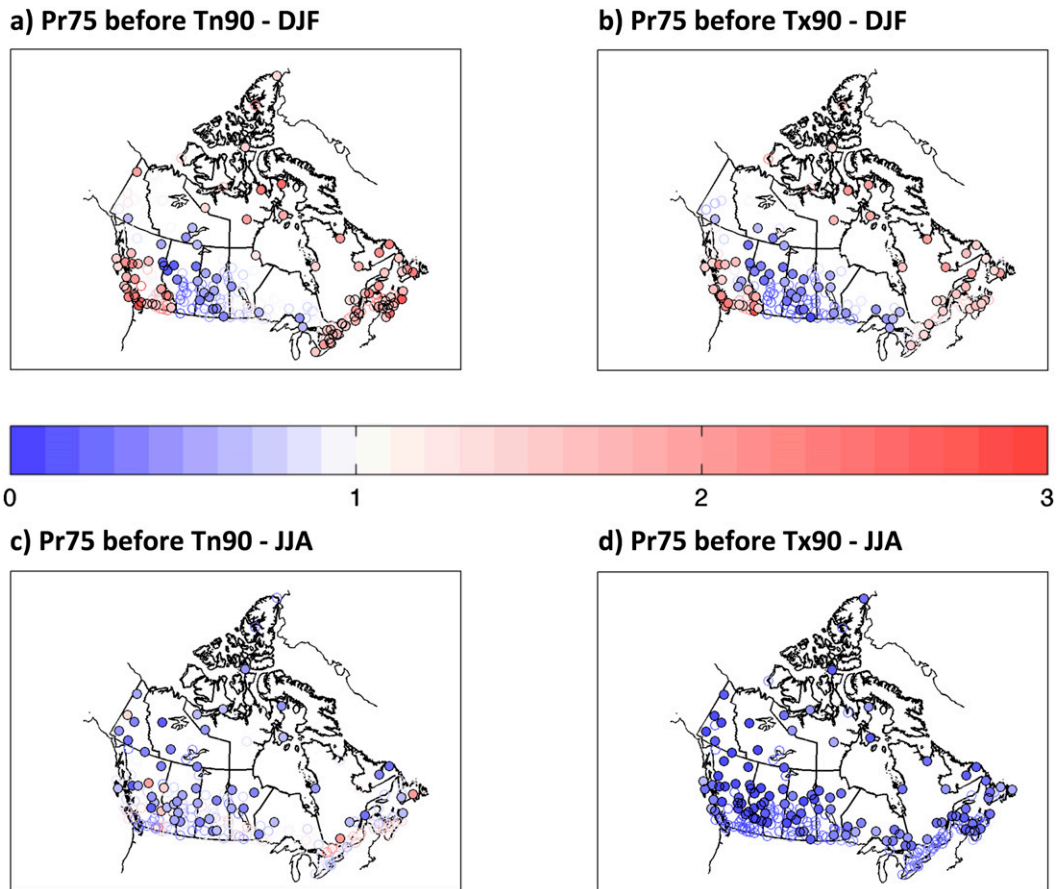 a) Pr75 before Tn90 - DJF
b) Pr75 before Tx90 - DJF
0 1 2 3
c) Pr75 before Tn90 - JJA
d) Pr75 before Tx90 - JJA